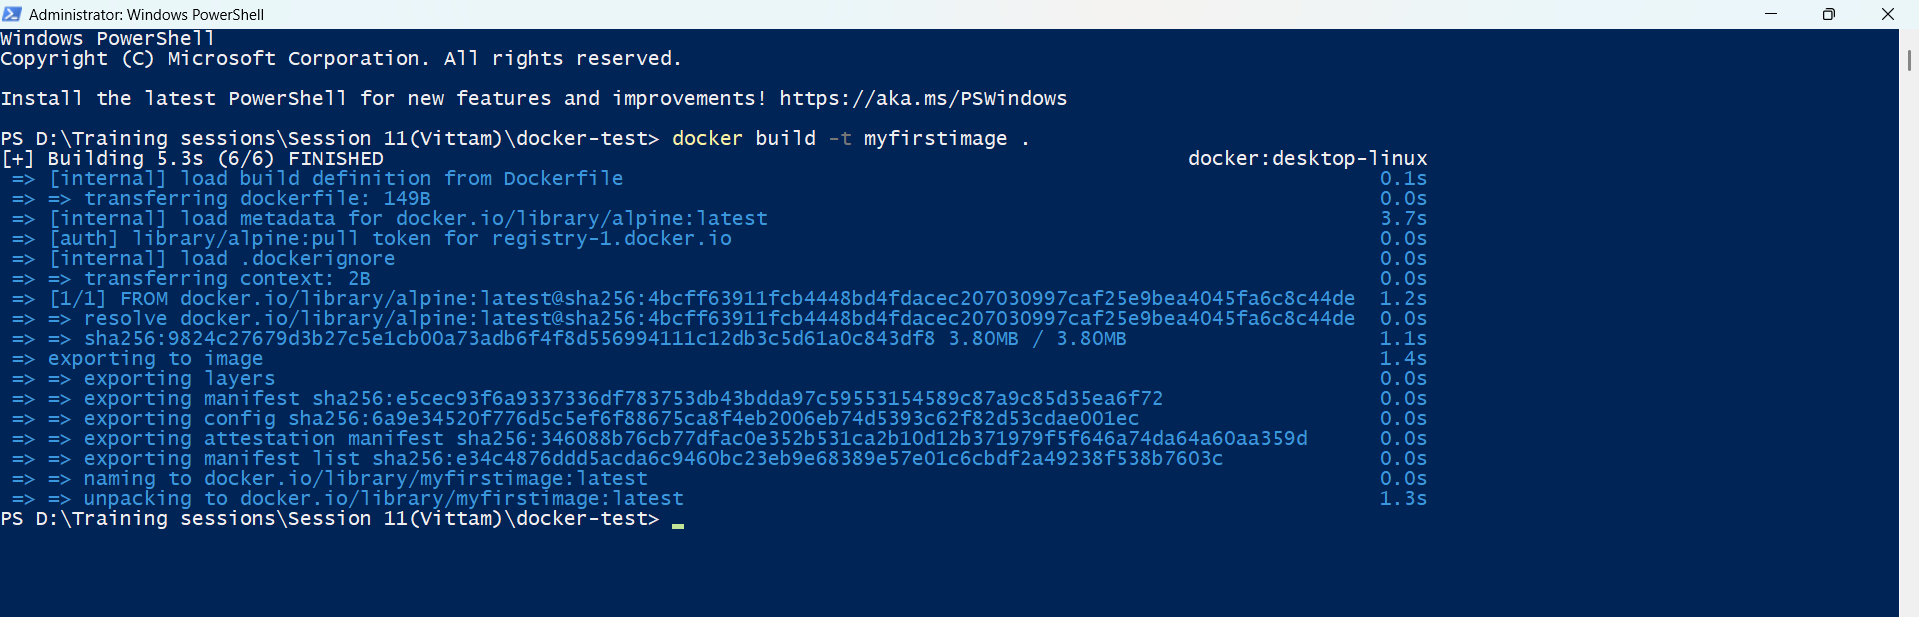 Administrator: Windows PowerShell
Windows PowerShell
Copyright (C) Microsoft Corporation. All rights reserved.
Install the latest PowerShell for new features and improvements! https://aka.ms/PSWindows
PS D:\Training sessions\Session 11(Vittam)\docker-test> docker build -t myfirstimage .
[+] Building 5.3s (6/6) FINISHED docker:desktop-linux
=> [internal] load build definition from Dockerfile 0.1s
=> => transferring dockerfile: 149B 0.0s
=> [internal] load metadata for docker.io/library/alpine:latest 3.7s
=> [auth] library/alpine:pull token for registry-1.docker.io 0.0s
=> [internal] load .dockerignore 0.0s
=> => transferring context: 2B 0.0s
=> [1/1] FROM docker.io/library/alpine:latest@sha256:4bcff63911fcb4448bd4fdacec207030997caf25e9bea4045fa6c8c44de 1.2s
=> => resolve docker.io/library/alpine:latest@sha256:4bcff63911fcb4448bd4fdacec207030997caf25e9bea4045fa6c8c44de 0.0s
=> => sha256:9824c27679d3b27c5e1cb00a73adb6f4f8d556994111c12db3c5d61a0c843df8 3.80MB / 3.80MB 1.1s
=> exporting to image 1.4s
=> => exporting layers 0.0s
=> => exporting manifest sha256:e5cec93f6a9337336df783753db43bdda97c59553154589c87a9c85d35ea6f72 0.0s
=> => exporting config sha256:6a9e34520f776d5c5ef6f88675ca8f4eb2006eb74d5393c62f82d53cdae001ec 0.0s
=> => exporting attestation manifest sha256:346088b76cb77dfac0e352b531ca2b10d12b371979f5f646a74da64a60aa359d 0.0s
=> => exporting manifest list sha256:e34c4876ddd5acda6c9460bc23eb9e68389e57e01c6cbdf2a49238f538b7603c 0.0s
=> => naming to docker.io/library/myfirstimage:latest 0.0s
=> => unpacking to docker.io/library/myfirstimage:latest 1.3s
PS D:\Training sessions\Session 11(Vittam)\docker-test>